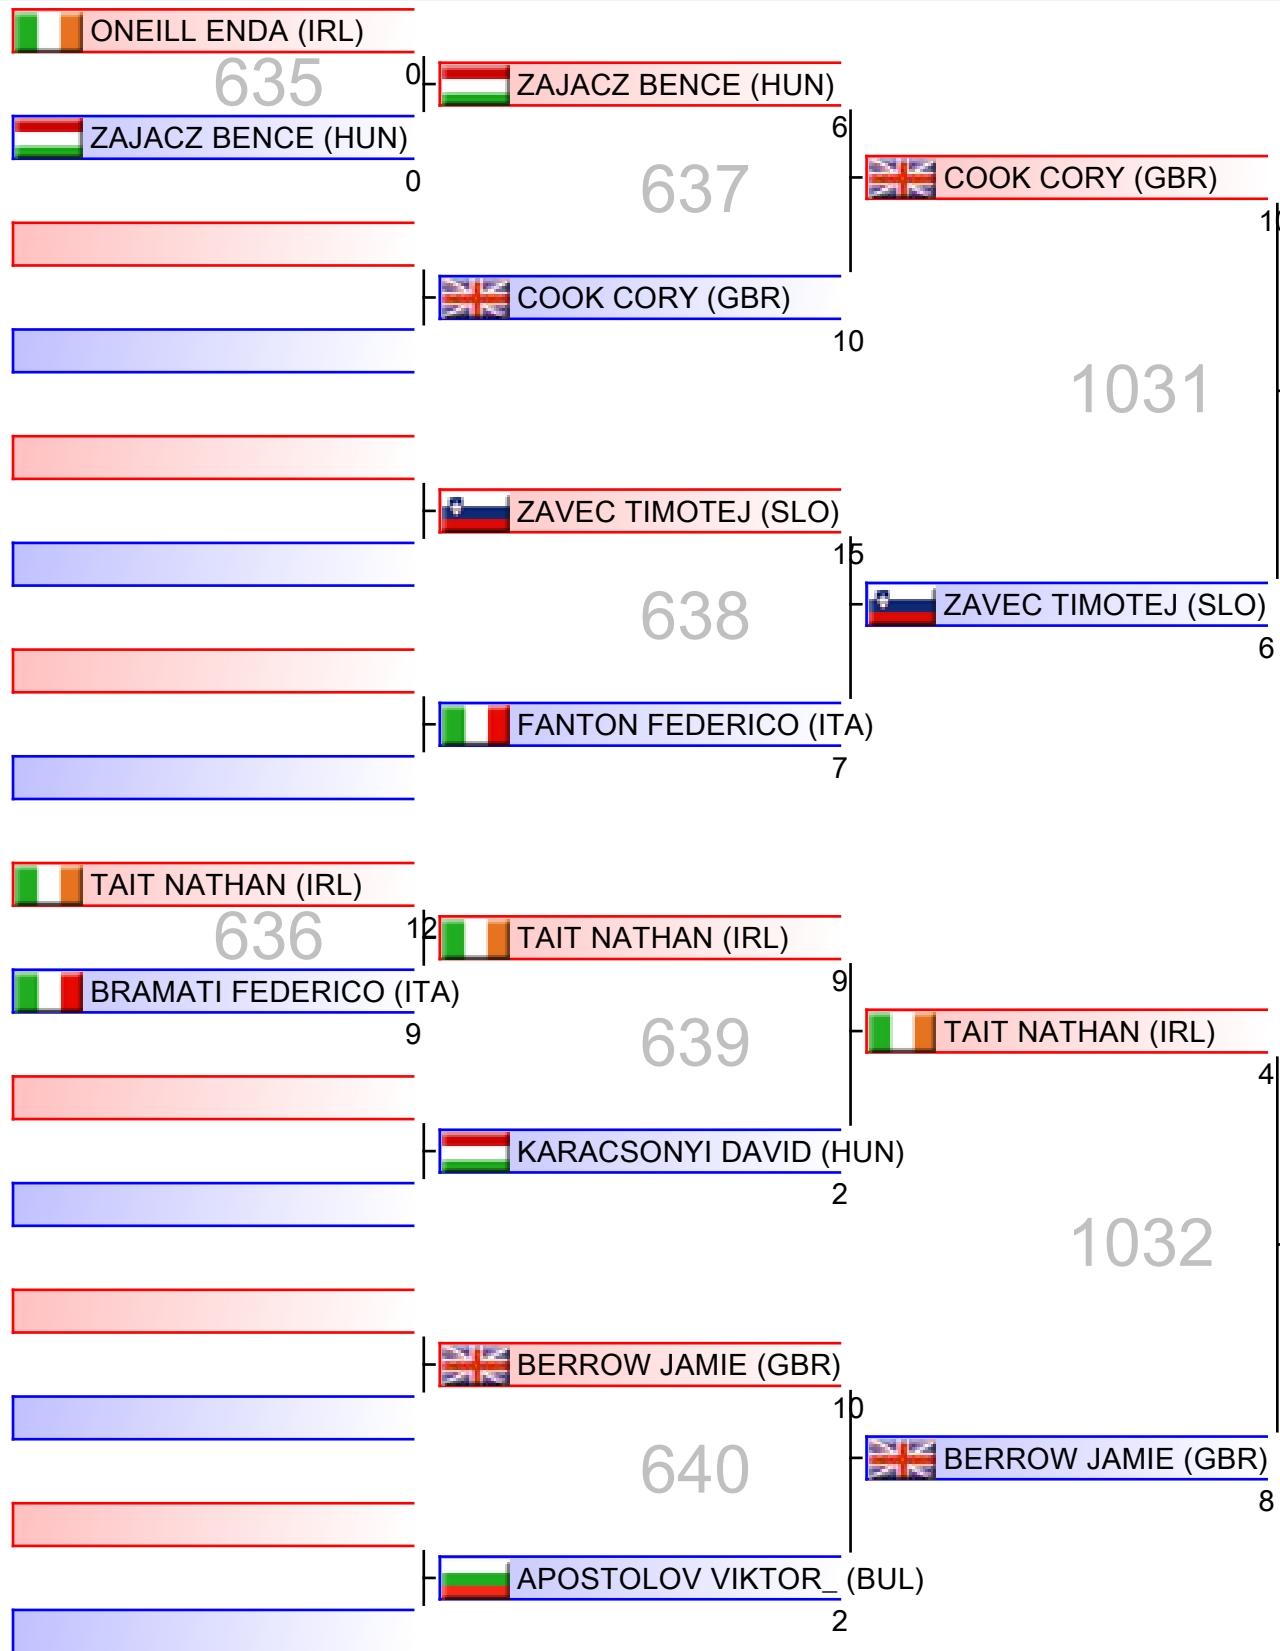 ONEILL ENDA (IRL)
635
0
ZAJACZ BENCE (HUN)
ZAJACZ BENCE (HUN)
0
6
637
COOK CORY (GBR)
10
COOK CORY (GBR)
10
1031
ZAVEC TIMOTEJ (SLO)
15
638
ZAVEC TIMOTEJ (SLO)
6
FANTON FEDERICO (ITA)
7
TAIT NATHAN (IRL)
636
12
TAIT NATHAN (IRL)
BRAMATI FEDERICO (ITA)
9
9
639
TAIT NATHAN (IRL)
4
KARACSONYI DAVID (HUN)
2
1032
BERROW JAMIE (GBR)
10
640
BERROW JAMIE (GBR)
8
APOSTOLOV VIKTOR_ (BUL)
2